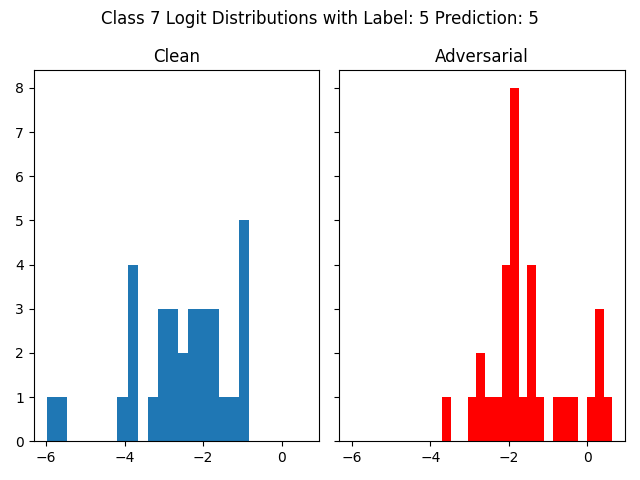 Class 7 Logit Distributions with Label: 5 Prediction: 5
Clean
Adversarial
8
7
6
5
4
3
2
1
0
−6 −4 −2 0
−6 −4 −2 0